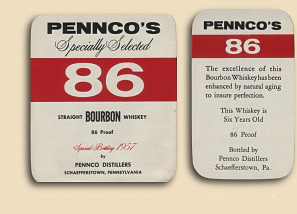 PENNCO'S
Specially Selected
86
STRAIGHT BOURBON WHISKEY
86 Proof
Special Bottling 1957
by
PENNCO DISTILLERS
SCHAEFFERSTOWN, PENNSYLVANIA
PENNCO'S
86
The excellence of this
Bourbon Whiskey has been
enhanced by natural aging
to insure perfection.
This Whiskey is
Six Years Old
86 Proof
Bottled by
Pennco Distillers
Schaefferstown, Pa.